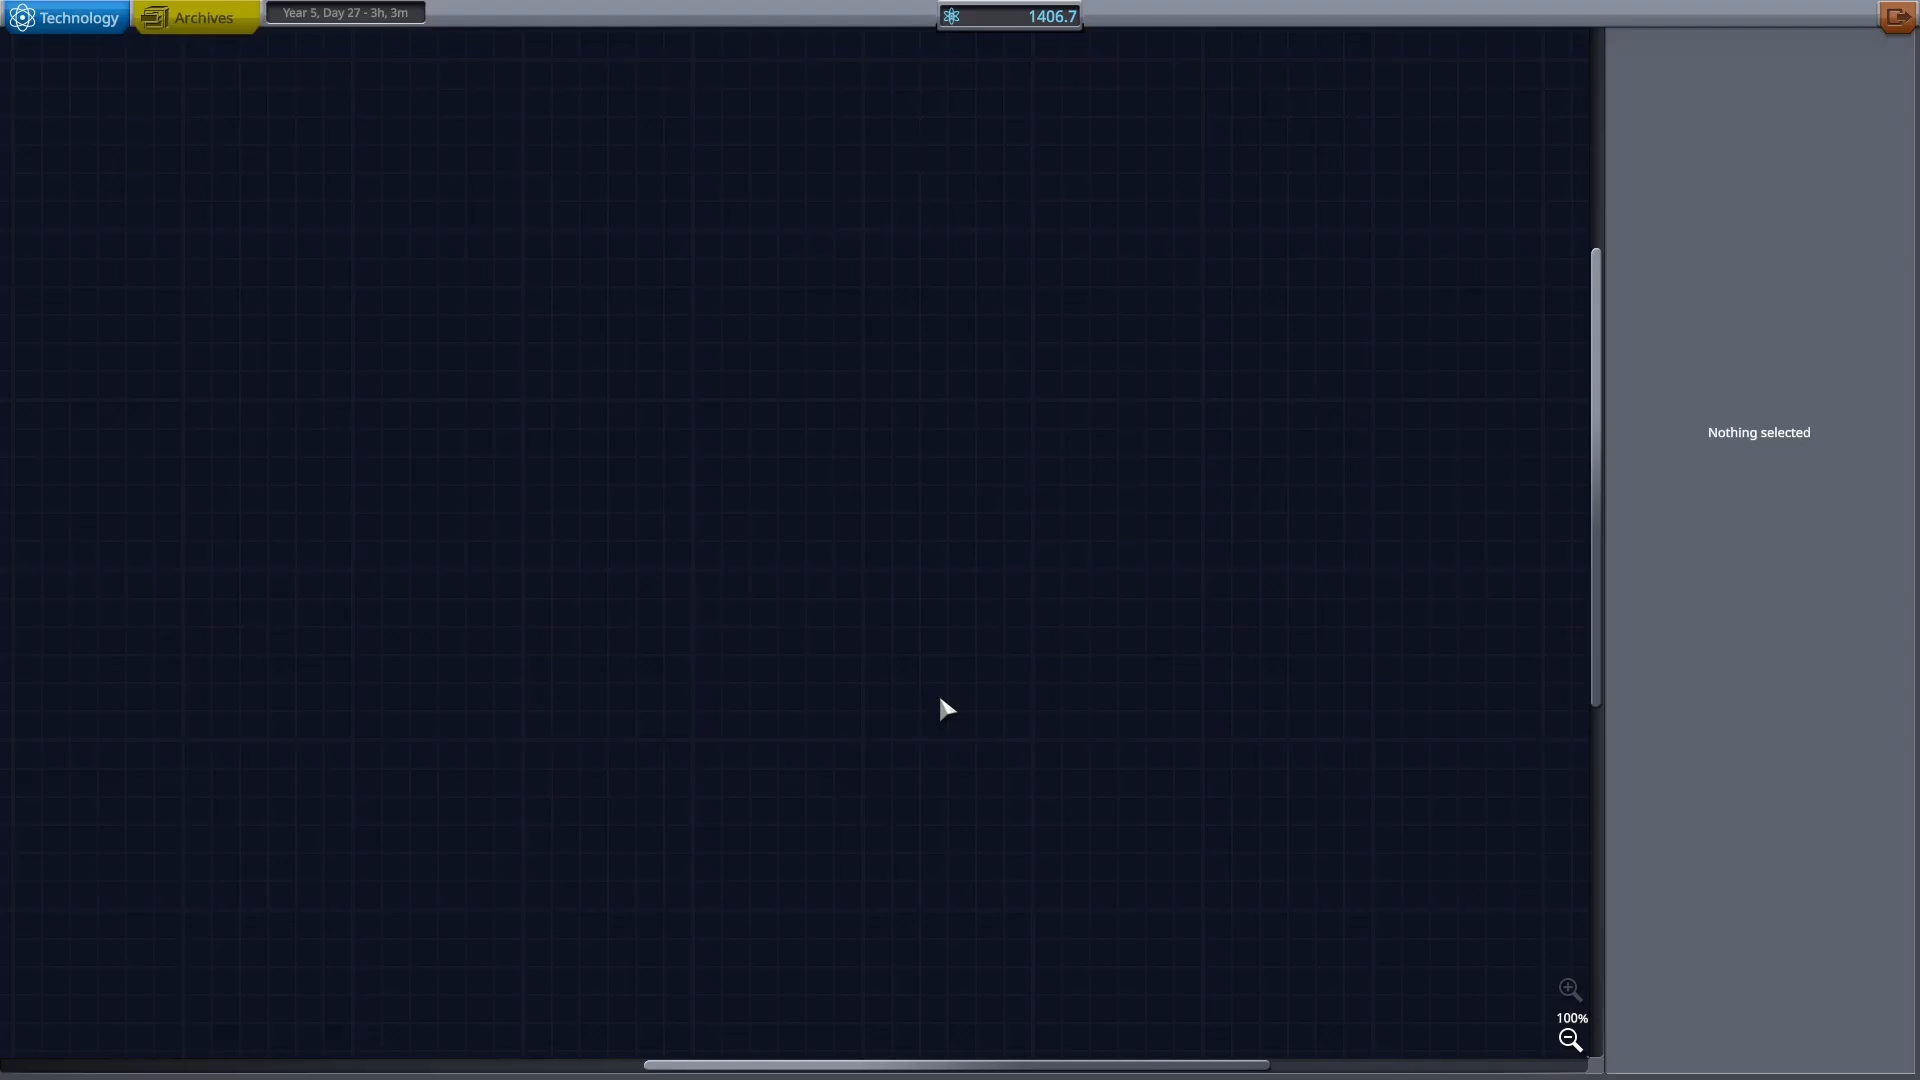 Technology
Archives
Year 5, Day 27 - 3h, 3m
1406.7
Nothing selected
100%